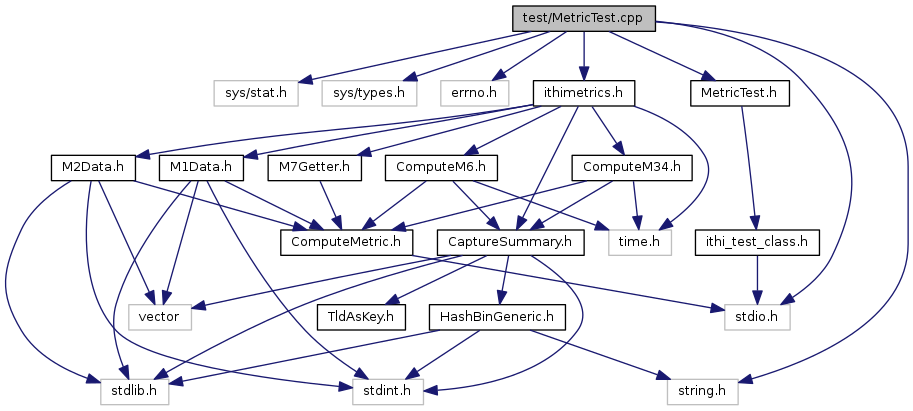 test/MetricTest.cpp
sys/stat.h
sys/types.h
errno.h
ithimetrics.h
MetricTest.h
M2Data.h
M1Data.h
M7Getter.h
ComputeM6.h
ComputeM34.h
ComputeMetric.h
CaptureSummary.h
time.h
ithi_test_class.h
vector
TldAsKey.h
HashBinGeneric.h
stdio.h
stdlib.h
stdint.h
string.h